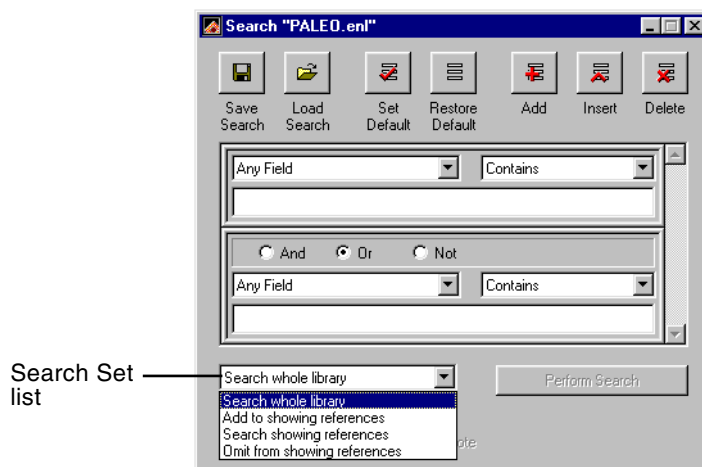 Search "PALEO.enl"
Save Search
Load Search
Set Default
Restore Default
Add
Insert
Delete
Any Field
Contains
And
Or
Not
Any Field
Contains
Search Set list
Search whole library
Perform Search
Search whole library
Add to showing references
Search showing references
Omit from showing references